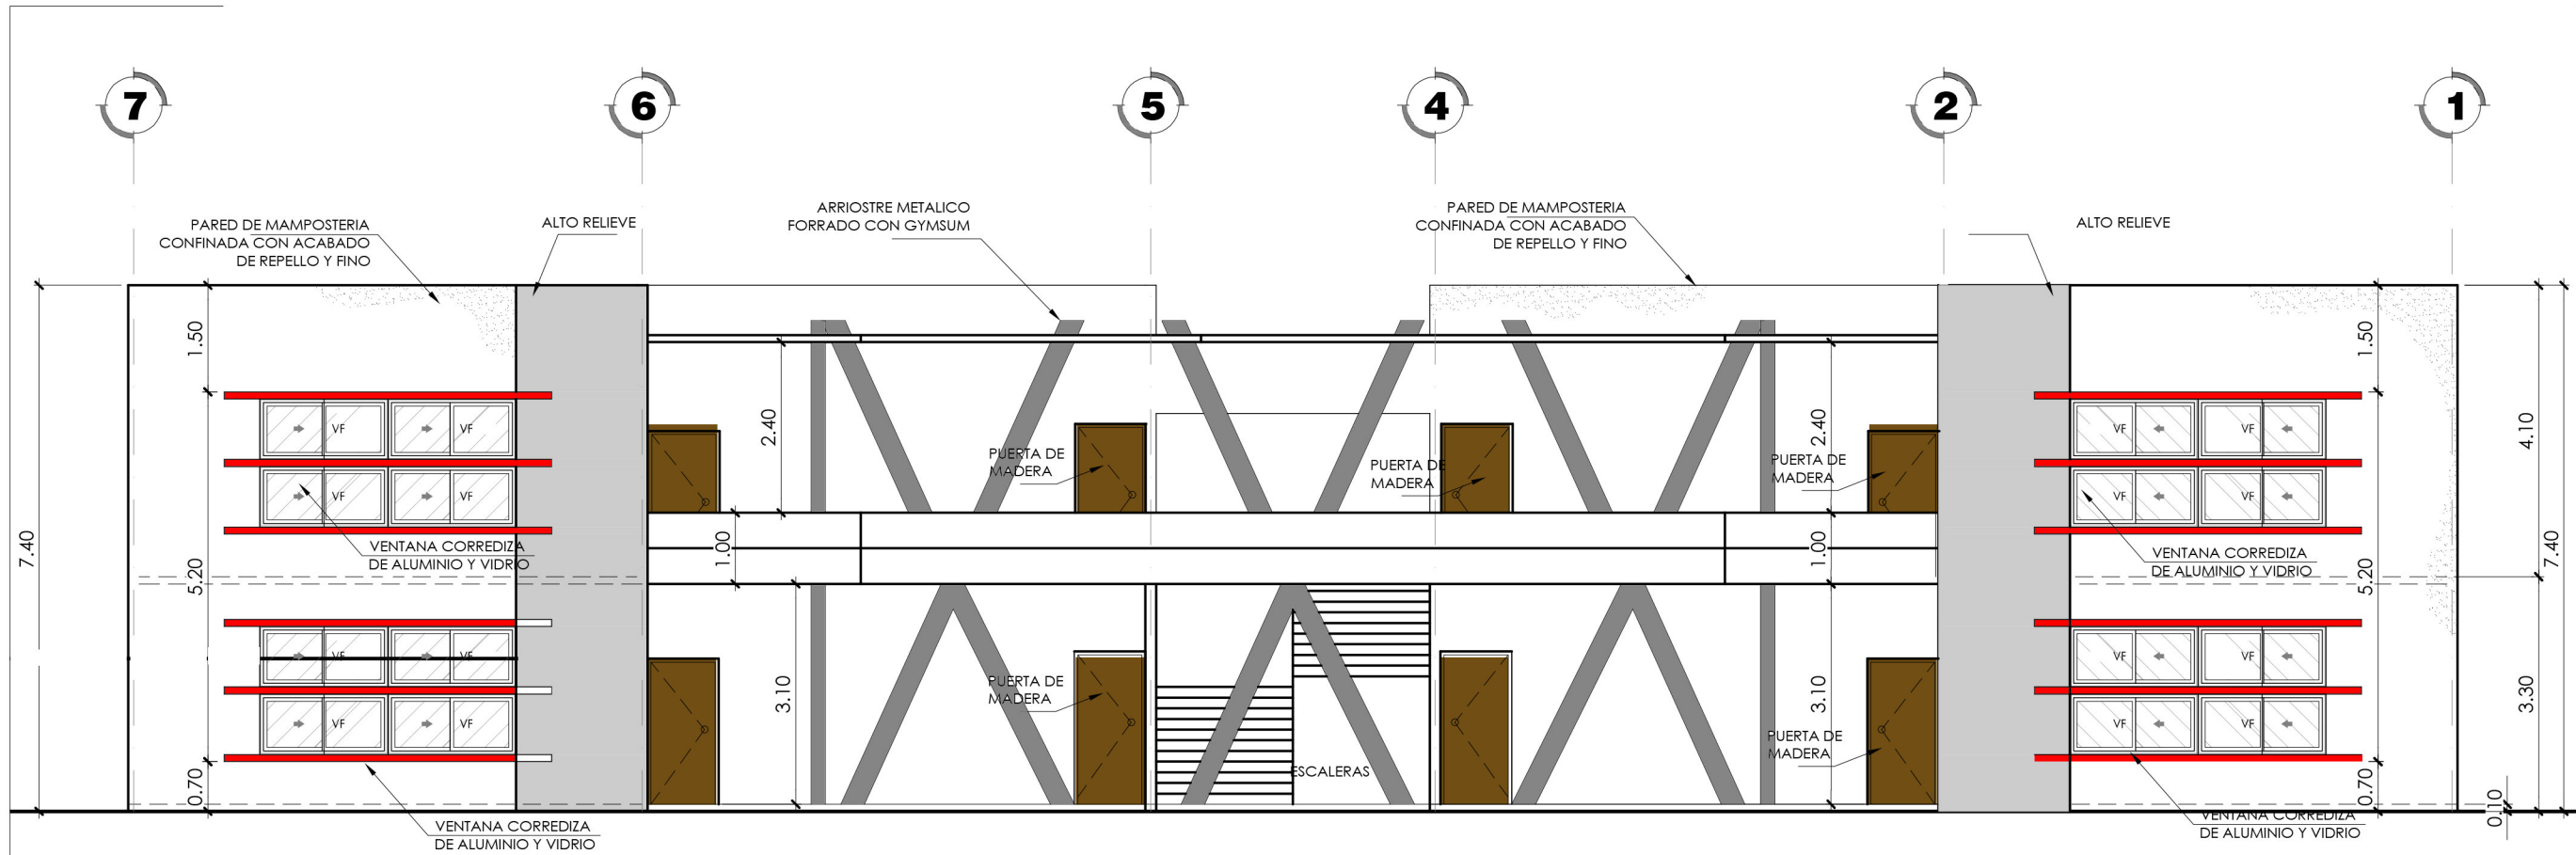 7
6
5
4
2
1
PARED DE MAMPOSTERIA
CONFINADA CON ACABADO
DE REPELLO Y FINO
ALTO RELIEVE
ARRIOSTRE METALICO
FORRADO CON GYMSUM
PARED DE MAMPOSTERIA
CONFINADA CON ACABADO
DE REPELLO Y FINO
ALTO RELIEVE
7.40
1.50
5.20
0.70
VF
VF
VF
VF
VENTANA CORREDIZA
DE ALUMINIO Y VIDRIO
VF
VF
VF
VF
VENTANA CORREDIZA
DE ALUMINIO Y VIDRIO
2.40
1.00
3.10
PUERTA DE
MADERA
PUERTA DE
MADERA
PUERTA DE
MADERA
PUERTA DE
MADERA
ESCALERAS
PUERTA DE
MADERA
2.40
1.00
3.10
VF
VF
VF
VF
VENTANA CORREDIZA
DE ALUMINIO Y VIDRIO
VF
VF
VF
VF
VENTANA CORREDIZA
DE ALUMINIO Y VIDRIO
1.50
5.20
0.70
4.10
3.30
0.10
7.40